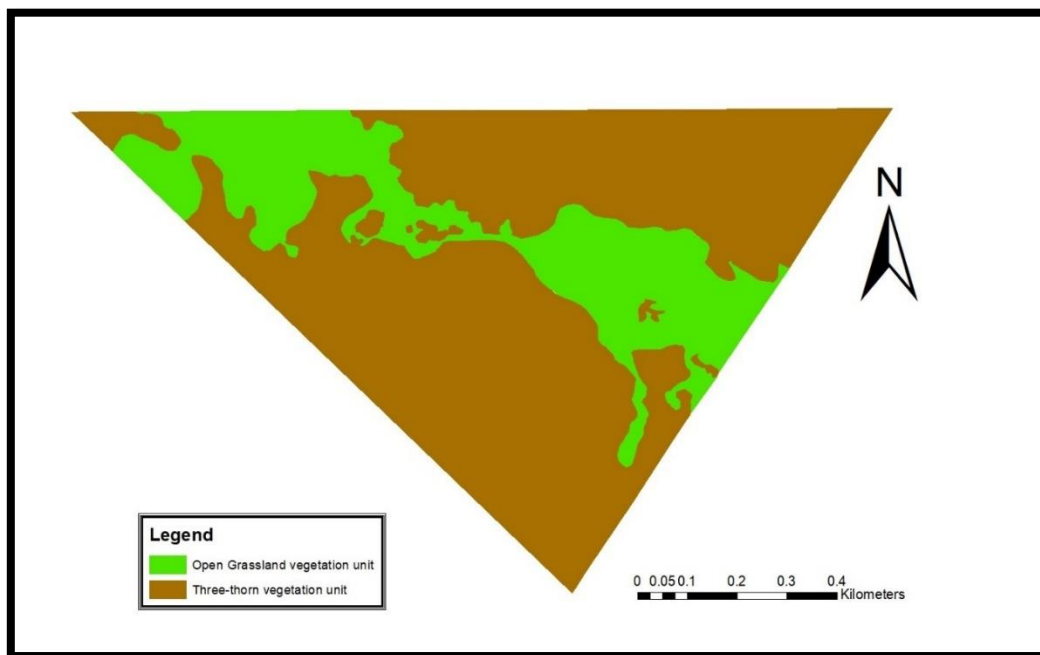 N
Legend
Open Grassland vegetation unit
Three-thorn vegetation unit
0 0.05 0.1 0.2 0.3 0.4
Kilometers